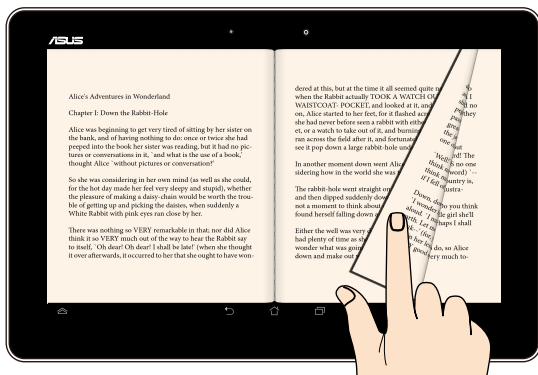 ASUS
Alice's Adventures in Wonderland
Chapter I: Down the Rabbit-Hole
Alice was beginning to get very tired of sitting by her sister on
the bank, and of having nothing to do: once or twice she had
peeped into the book her sister was reading, but it had no pic-
tures or conversations in it, `and what is the use of a book,'
thought Alice `without pictures or conversation?'
So she was considering in her own mind (as well as she could,
for the hot day made her feel very sleepy and stupid), whether
the pleasure of making a daisy-chain would be worth the trou-
ble of getting up and picking the daisies, when suddenly a
White Rabbit with pink eyes ran close by her.
There was nothing so VERY remarkable in that; nor did Alice
think it so VERY much out of the way to hear the Rabbit say
to itself, `Oh dear! Oh dear! I shall be late!' (when she thought
it over afterwards, it occurred to her that she ought to have won-
dered at this, but at the time it all seemed quite
when the Rabbit actually TOOK A WATCH
WAISTCOAT- POCKET, and looked at it, and no
on, Alice started to her feet, for it flashed they
she had never before seen a rabbit with
et, or a watch to take out of it, and
ran across the field after it, and
see it pop down a large rabbit-hole
In another moment down went Alice
sidering how in the world she was
The rabbit-hole went straight on
and then dipped suddenly
not a moment to think about
found herself falling down
Either the well was very
had plenty of time as do, so Alice
wonder what was
down and make out